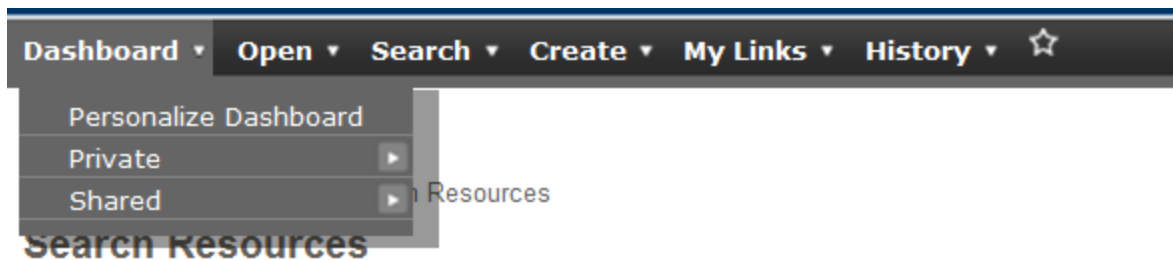 Dashboard Open Search Create My Links History
Personalize Dashboard
Private
Shared
Resources
Search Resources